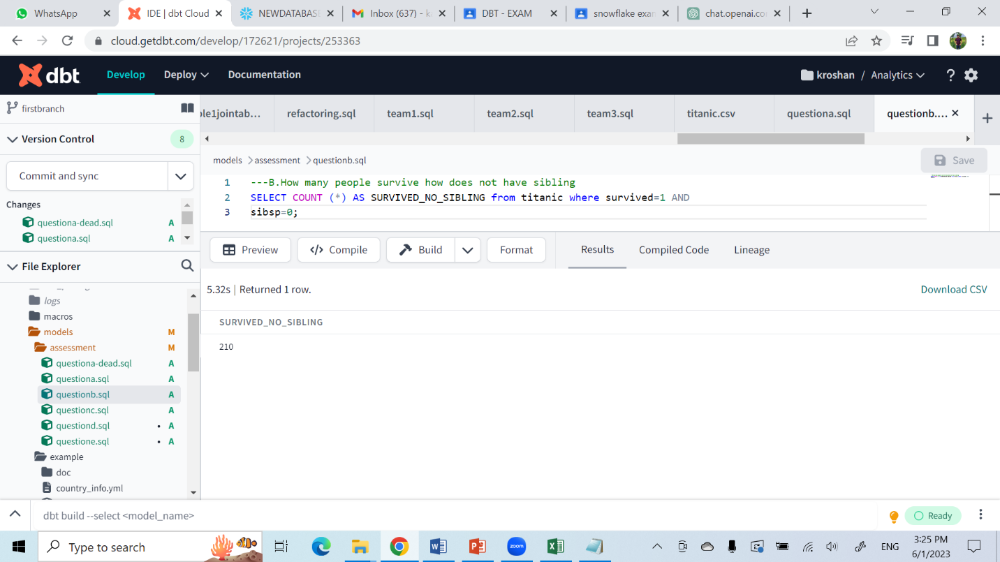 WhatsApp
IDE | dbt Cloud
NEWDATABASE
Inbox (637) - k
DBT - EXAM
snowflake exam
chat.openai.co
cloud.getdbt.com/develop/172621/projects/253363
dbt
Develop
Deploy
Documentation
kroshan / Analytics
?
firstbranch
ple1jointab...
refactoring.sql
team1.sql
team2.sql
team3.sql
titanic.csv
questiona.sql
questionb....
Version Control
8
Commit and sync
models > assessment > questionb.sql
Save
1 ---B.How many people survive how does not have sibling
2 SELECT COUNT (*) AS SURVIVED_NO_SIBLING from titanic where survived=1 AND
3 sibsp=0;
Changes
questiona-dead.sql A
questiona.sql A
Preview
</> Compile
Build
Format
Results
Compiled Code
Lineage
File Explorer
5.32s | Returned 1 row.
Download CSV
SURVIVED_NO_SIBLING
210
logs
macros
models M
assessment M
questiona-dead.sql A
questiona.sql A
questionb.sql A
questionc.sql A
questiond.sql • A
questione.sql • A
example
doc
country_info.yml
dbt build --select <model_name>
Ready
Type to search
zoom
ENG
3:25 PM
6/1/2023